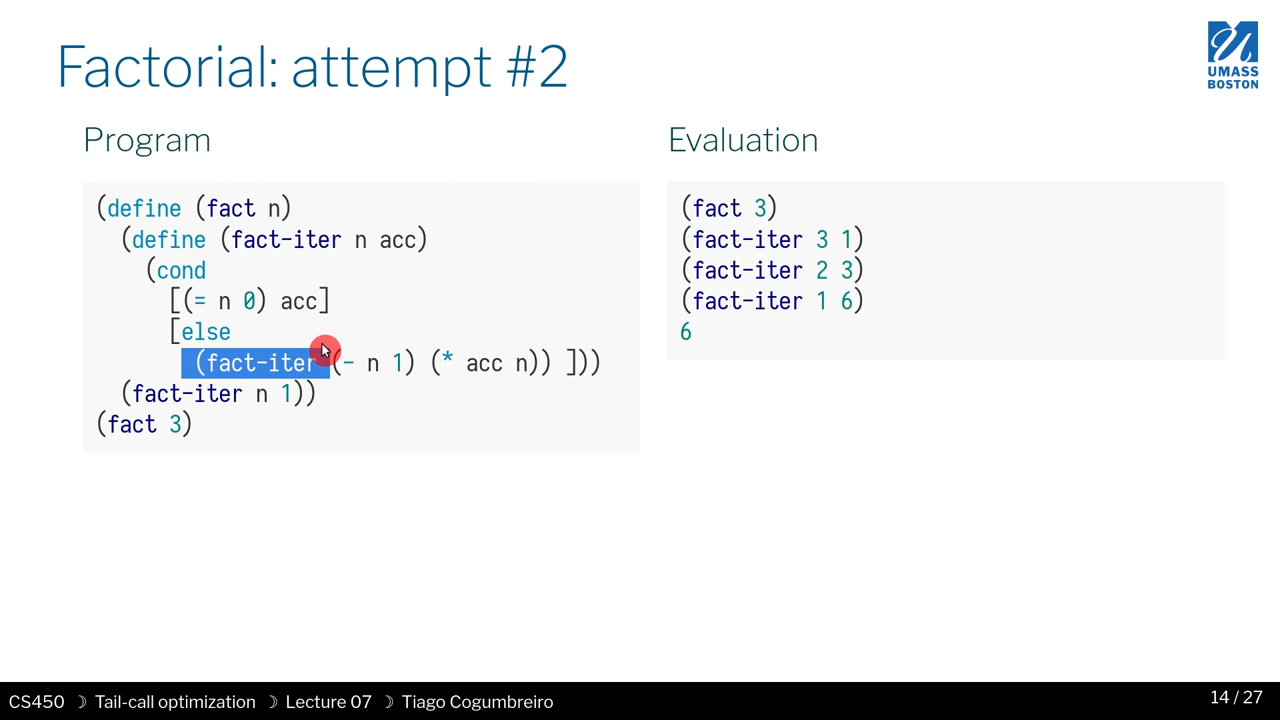 Factorial: attempt #2
UMASS
BOSTON
Program
(define (fact n)
  (define (fact-iter n acc)
    (cond
      [(= n 0) acc]
      [else
        (fact-iter (- n 1) (* acc n)) ]))
  (fact-iter n 1))
(fact 3)
Evaluation
(fact 3)
(fact-iter 3 1)
(fact-iter 2 3)
(fact-iter 1 6)
6
CS450 ☽ Tail-call optimization ☽ Lecture 07 ☽ Tiago Cogumbreiro
14 / 27